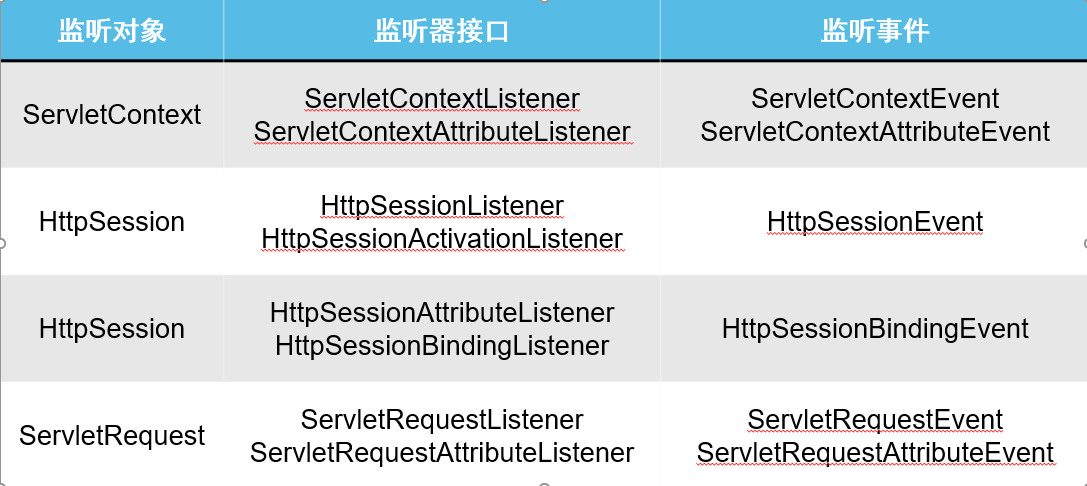 监听对象 监听器接口 监听事件
ServletContext
ServletContextListener
ServletContextAttributeListener
ServletContextEvent
ServletContextAttributeEvent
HttpSession
HttpSessionListener
HttpSessionActivationListener
HttpSessionEvent
HttpSession
HttpSessionAttributeListener
HttpSessionBindingListener
HttpSessionBindingEvent
ServletRequest
ServletRequestListener
ServletRequestAttributeListener
ServletRequestEvent
ServletRequestAttributeEvent